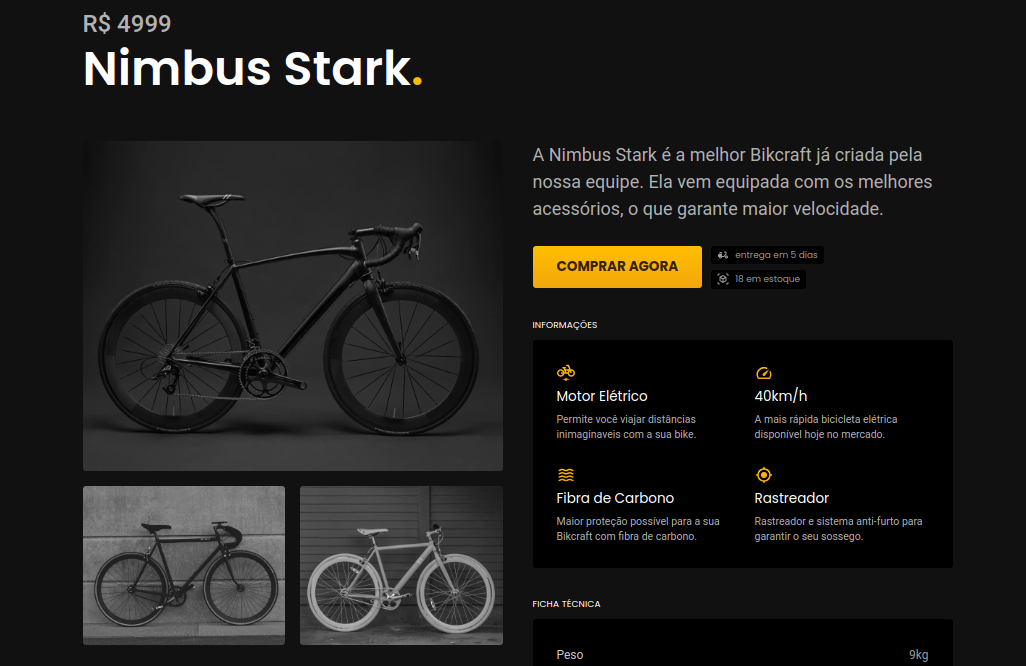 R$ 4999
Nimbus Stark.
A Nimbus Stark é a melhor Bikcraft já criada pela
nossa equipe. Ela vem equipada com os melhores
acessórios, o que garante maior velocidade.
COMPRAR AGORA
entrega em 5 dias
18 em estoque
INFORMAÇÕES
Motor Elétrico
Permite você viajar distâncias
inimaginaveis com a sua bike.
40km/h
A mais rápida bicicleta elétrica
disponível hoje no mercado.
Fibra de Carbono
Maior proteção possível para a sua
Bikcraft com fibra de carbono.
Rastreador
Rastreador e sistema anti-furto para
garantir o seu sossego.
FICHA TÉCNICA
Peso 9kg